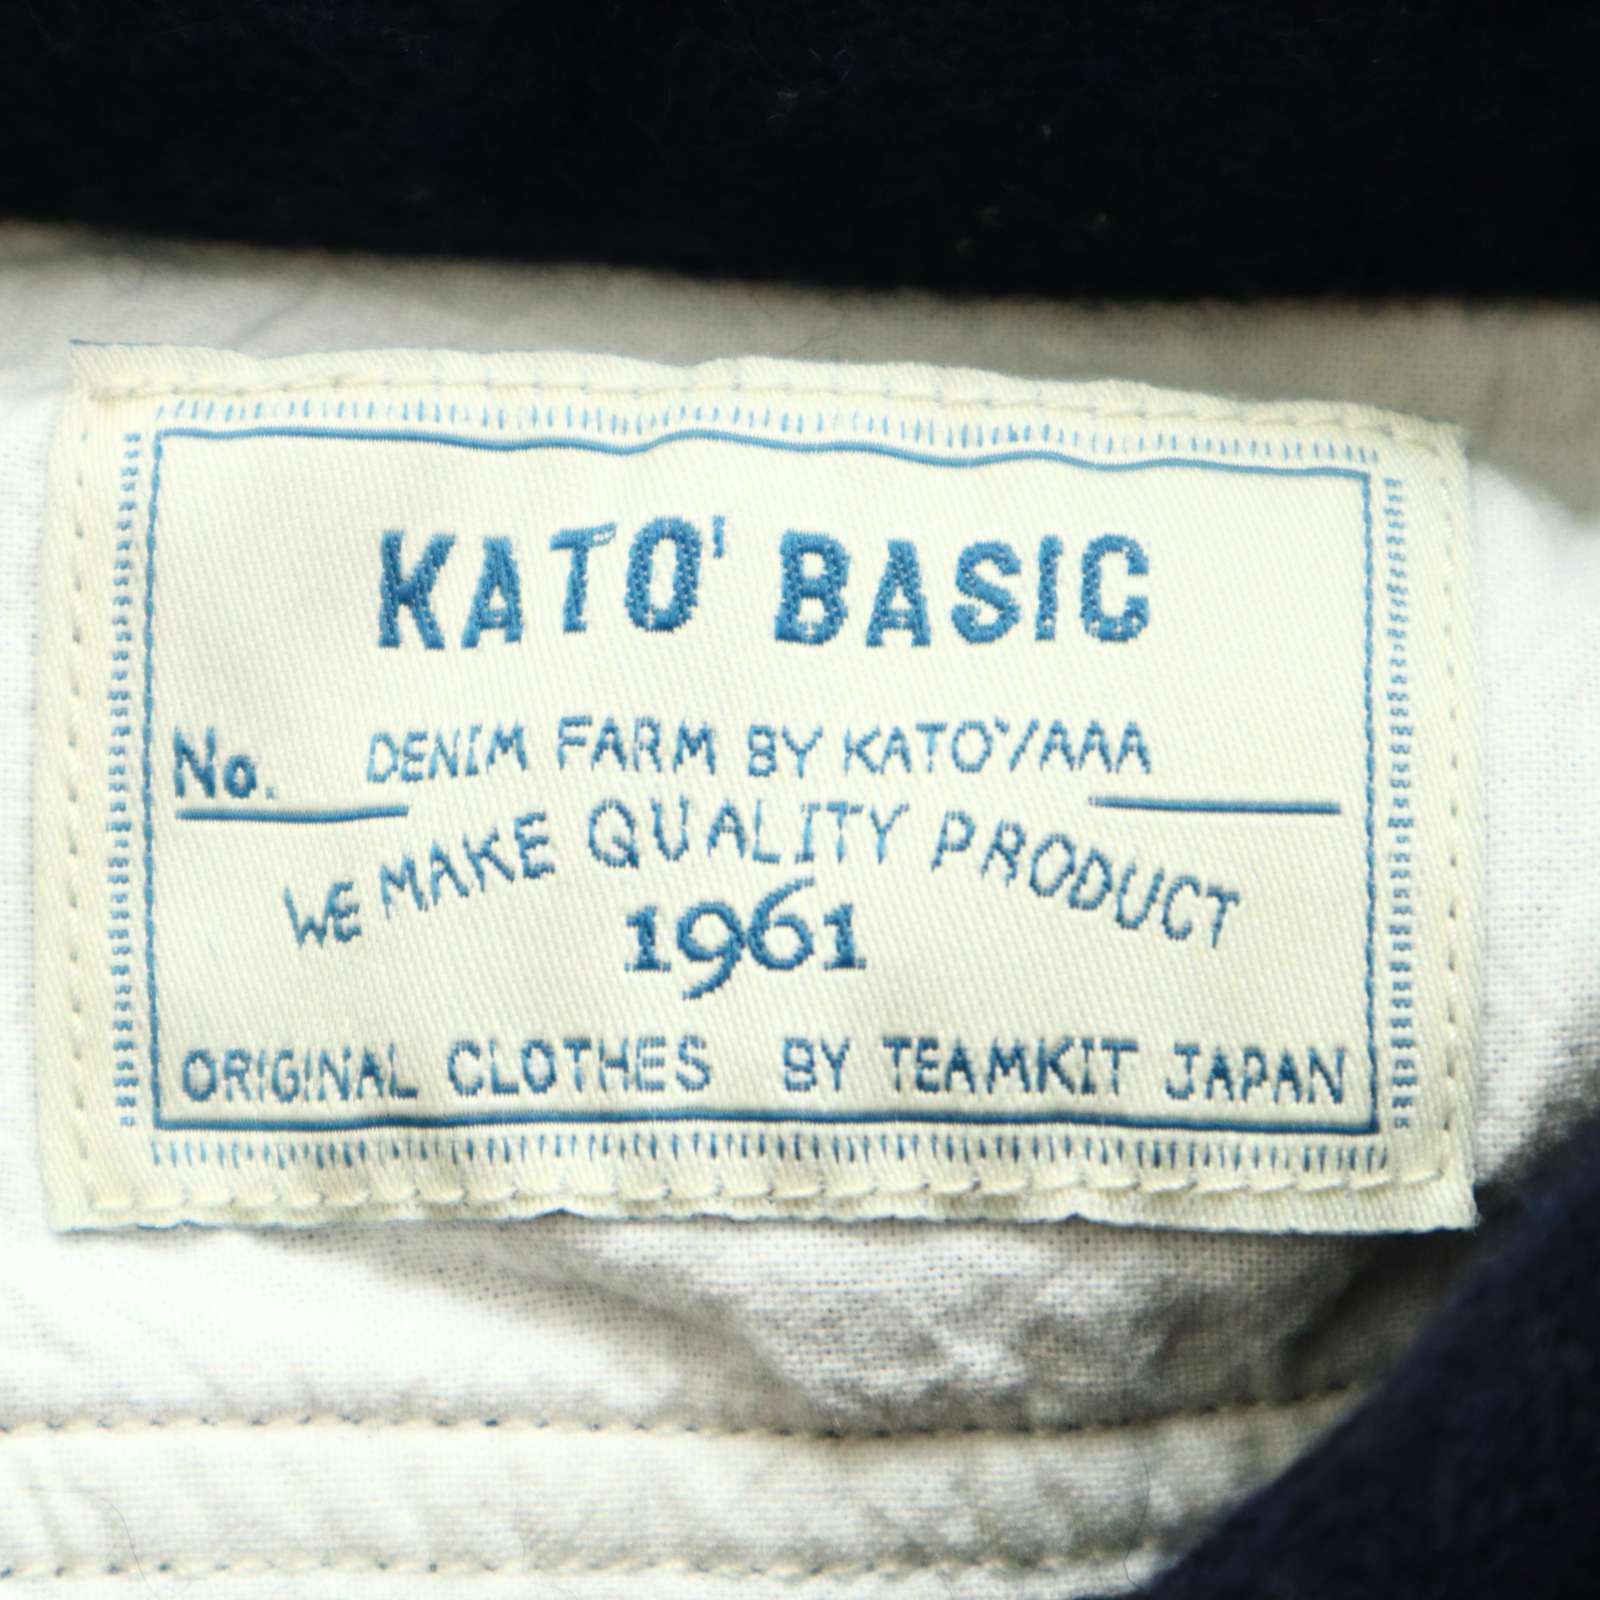 KATO' BASIC
No. DENIM FARM BY KATO'/AAA
WE MAKE QUALITY PRODUCT
1961
ORIGINAL CLOTHES BY TEAMKIT JAPAN